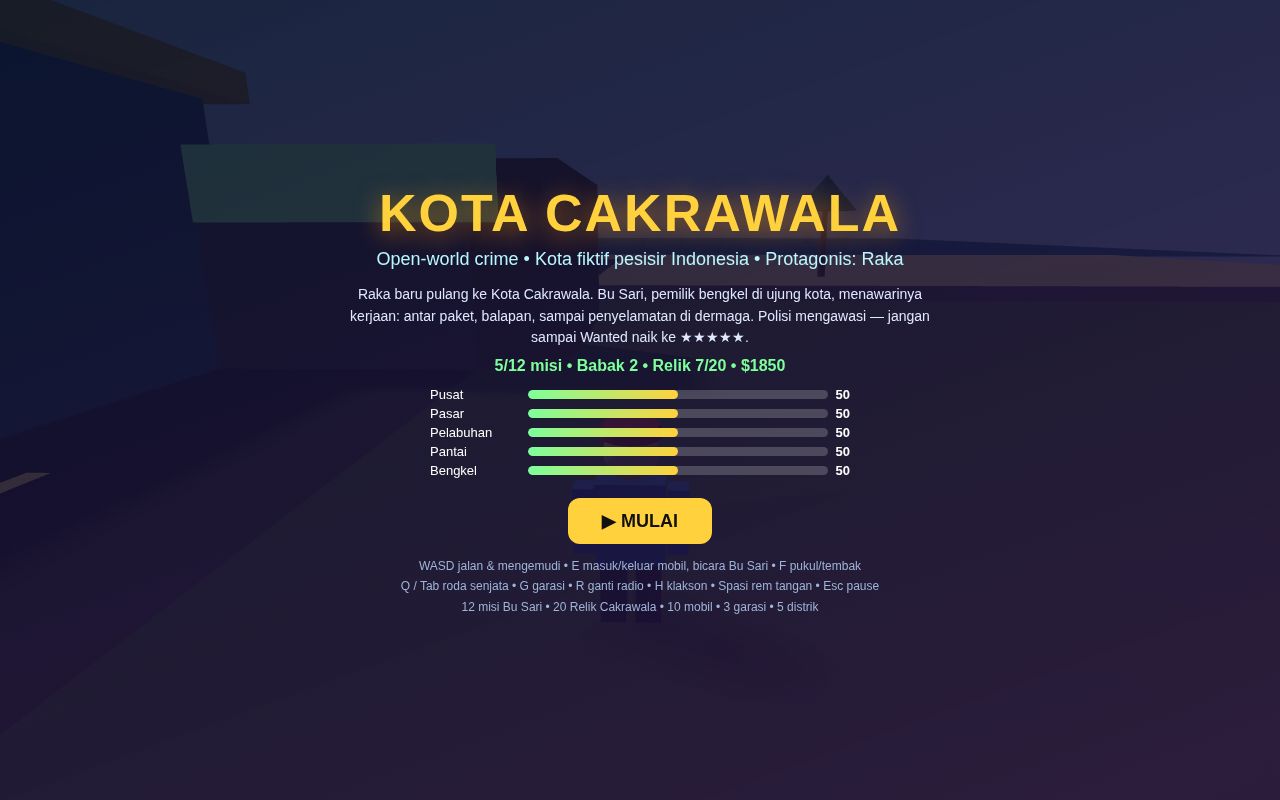 KOTA CAKRAWALA
Open-world crime • Kota fiktif pesisir Indonesia • Protagonis: Raka
Raka baru pulang ke Kota Cakrawala. Bu Sari, pemilik bengkel di ujung kota, menawarinya
kerjaan: antar paket, balapan, sampai penyelamatan di dermaga. Polisi mengawasi — jangan
sampai Wanted naik ke ★★★★★.
5/12 misi • Babak 2 • Relik 7/20 • $1850
Pusat 50
Pasar 50
Pelabuhan 50
Pantai 50
Bengkel 50
▶ MULAI
WASD jalan & mengemudi • E masuk/keluar mobil, bicara Bu Sari • F pukul/tembak
Q / Tab roda senjata • G garasi • R ganti radio • H klakson • Spasi rem tangan • Esc pause
12 misi Bu Sari • 20 Relik Cakrawala • 10 mobil • 3 garasi • 5 distrik